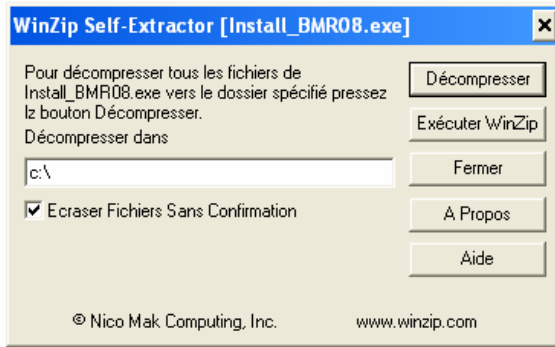 WinZip Self-Extractor [Install_BMR08.exe]
Pour décompresser tous les fichiers de
Install_BMR08.exe vers le dossier spécifié pressez
lz bouton Décompresser.
Décompresser dans
c:\
Ecraser Fichiers Sans Confirmation
Décompresser
Exécuter WinZip
Fermer
A Propos
Aide
© Nico Mak Computing, Inc.
www.winzip.com